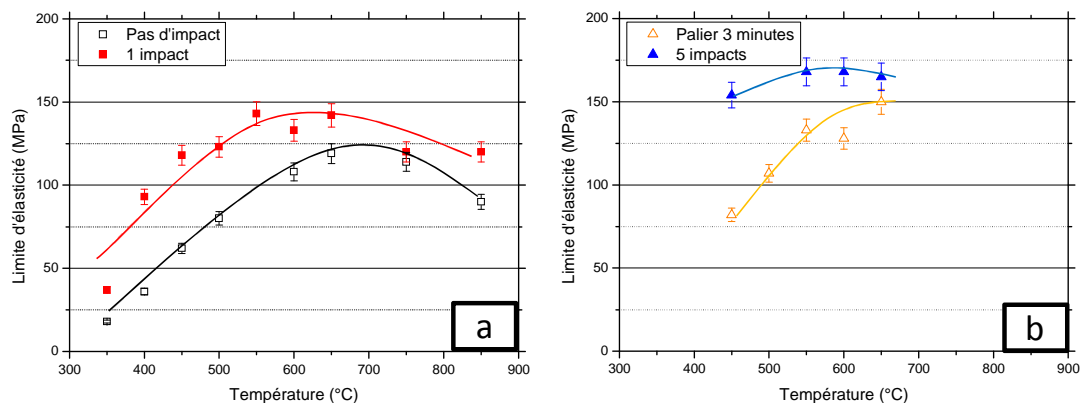 200
150
100
50
0
Limite d'élasticité (MPa)
Pas d'impact
1 impact
a
300 400 500 600 700 800 900
Température (°C)
200
150
100
50
0
Limite d'élasticité (MPa)
Palier 3 minutes
5 impacts
b
300 400 500 600 700 800 900
Température (°C)